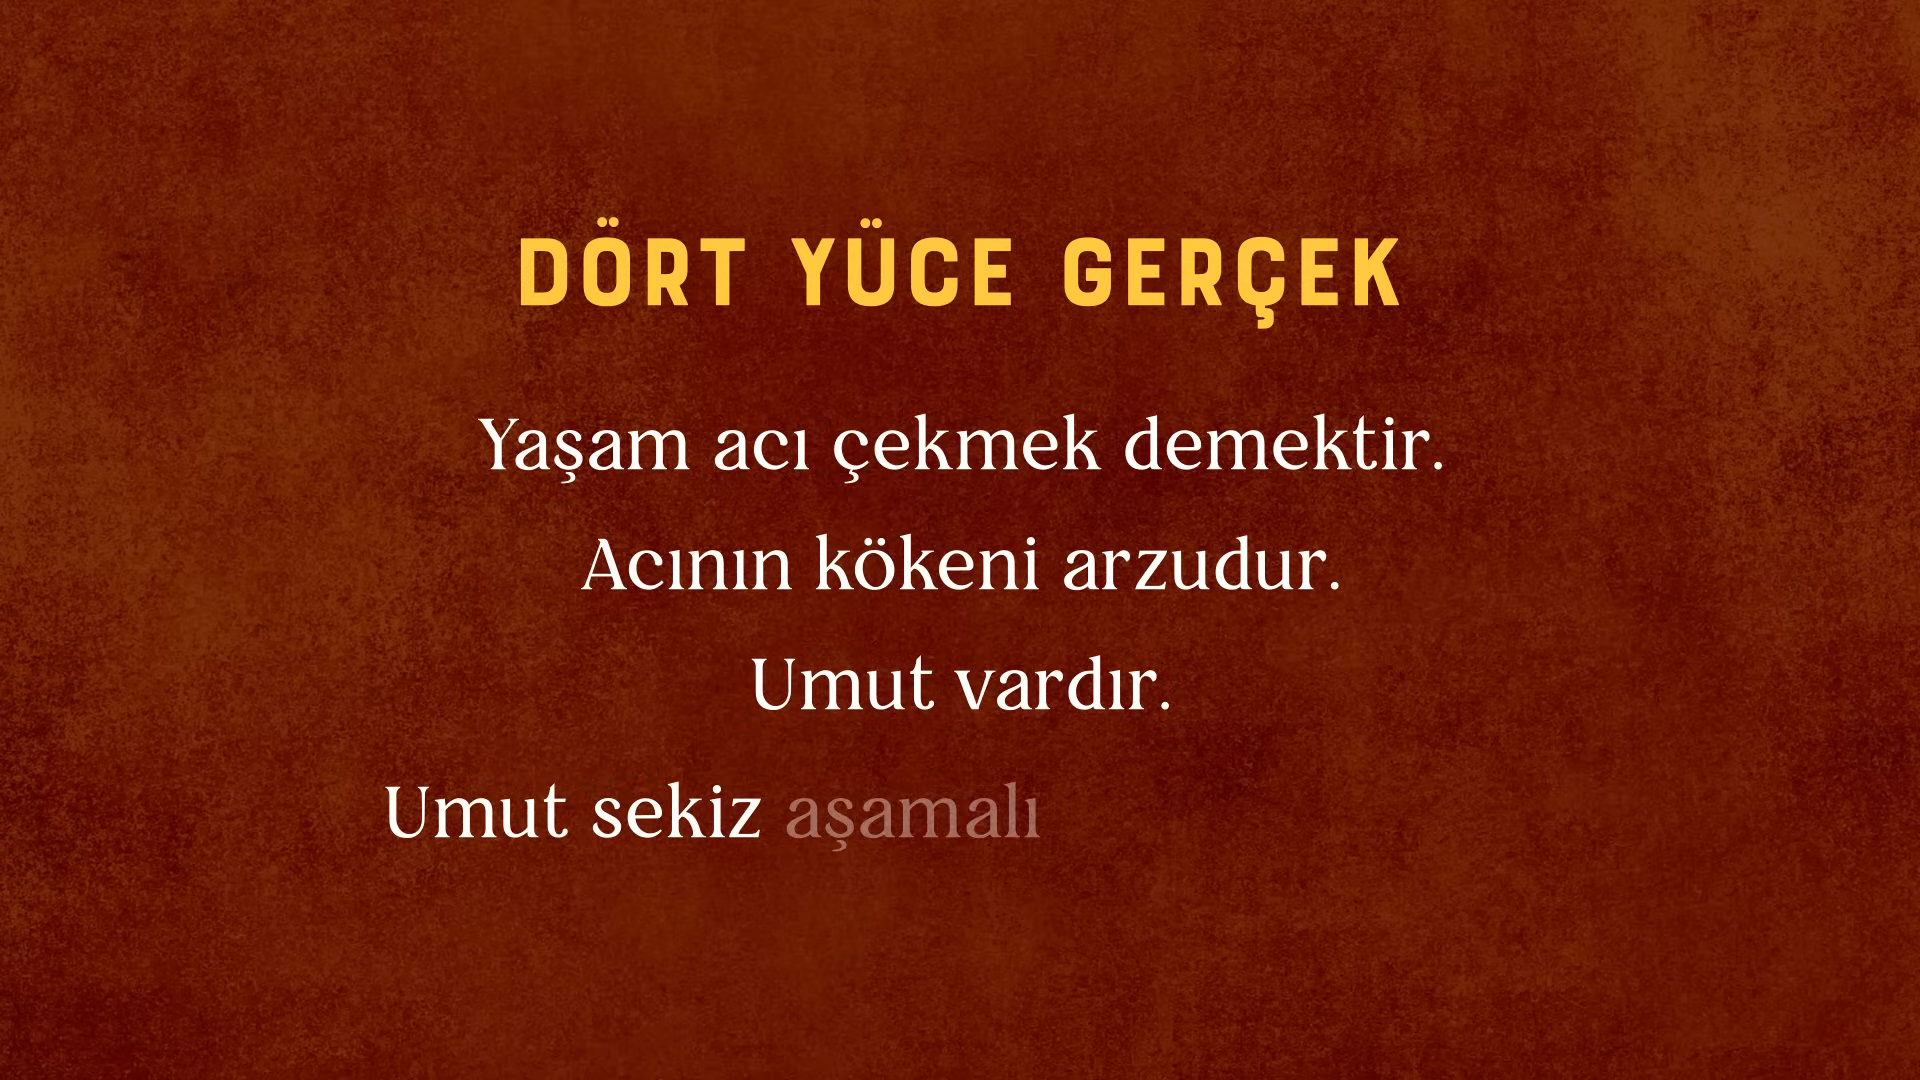 DÖRT YÜCE GERÇEK
Yaşam acı çekmek demektir.
Acının kökeni arzudur.
Umut vardır.
Umut sekiz aşamalı